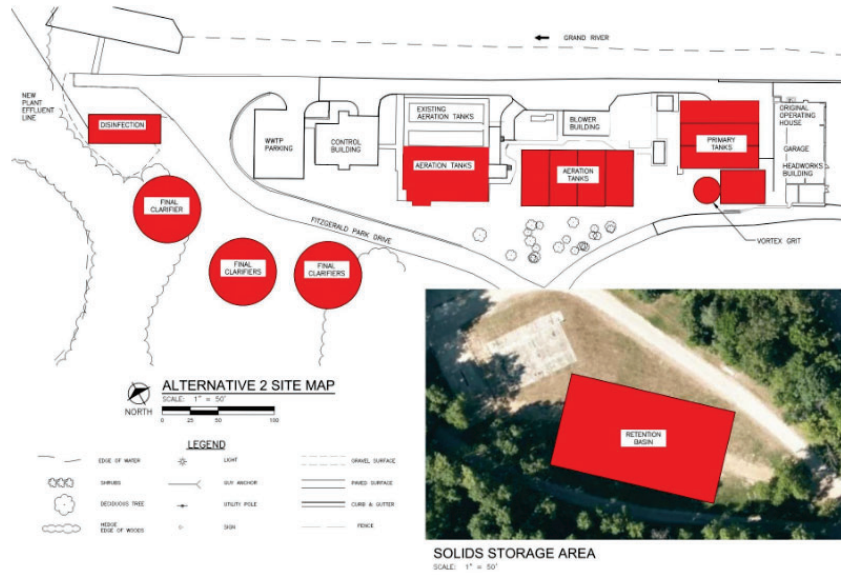 GRAND RIVER
NEW
PLANT
EFFLUENT
LINE
DISINFECTION
WWTP
PARKING
CONTROL
BUILDING
EXISTING
AERATION TANKS
AERATION TANKS
BLOWER
BUILDING
AERATION
TANKS
PRIMARY
TANKS
ORIGINAL
OPERATING
HOUSE
GARAGE
HEADWORKS
BUILDING
VORTEX GRIT
FINAL
CLARIFIER
FITZGERALD PARK DRIVE
FINAL
CLARIFIERS
FINAL
CLARIFIERS
NORTH
ALTERNATIVE 2 SITE MAP
SCALE: 1" = 50'
0 25 50 100
LEGEND
EDGE OF WATER
LIGHT
GRAVEL SURFACE
SHRUBS
GUY ANCHOR
PAVED SURFACE
DECIDUOUS TREE
UTILITY POLE
CURB & GUTTER
HEDGE
EDGE OF WOODS
SIGN
FENCE
RETENTION
BASIN
SOLIDS STORAGE AREA
SCALE: 1" = 50'